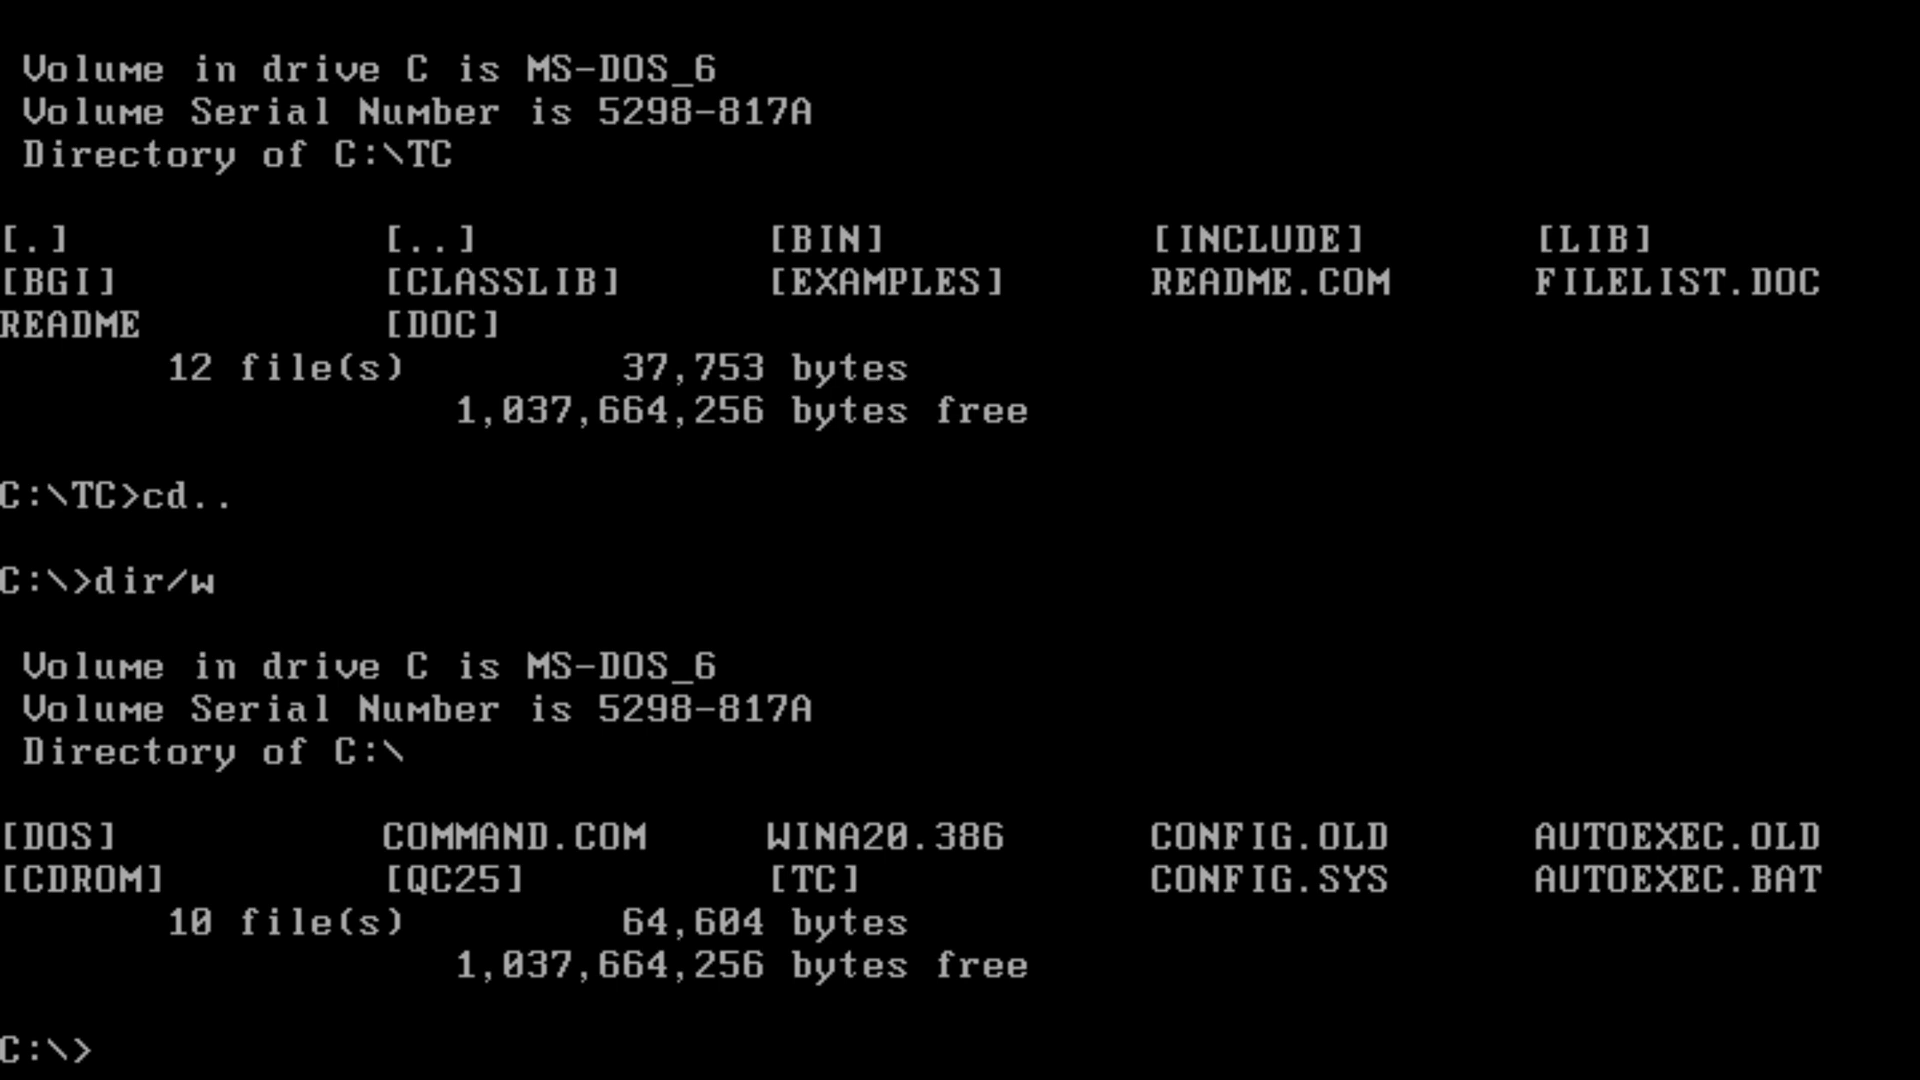 Volume in drive C is MS-DOS_6
Volume Serial Number is 5298-817A
Directory of C:\TC
[.] [..] [BIN] [INCLUDE] [LIB]
[BGI] [CLASSLIB] [EXAMPLES] README.COM FILELIST.DOC
README [DOC]
12 file(s) 37,753 bytes
1,037,664,256 bytes free
C:\TC>cd..
C:\>dir/w
Volume in drive C is MS-DOS_6
Volume Serial Number is 5298-817A
Directory of C:\
[DOS] COMMAND.COM WINA20.386 CONFIG.OLD AUTOEXEC.OLD
[CDROM] [QC25] [TC] CONFIG.SYS AUTOEXEC.BAT
10 file(s) 64,604 bytes
1,037,664,256 bytes free
C:\>